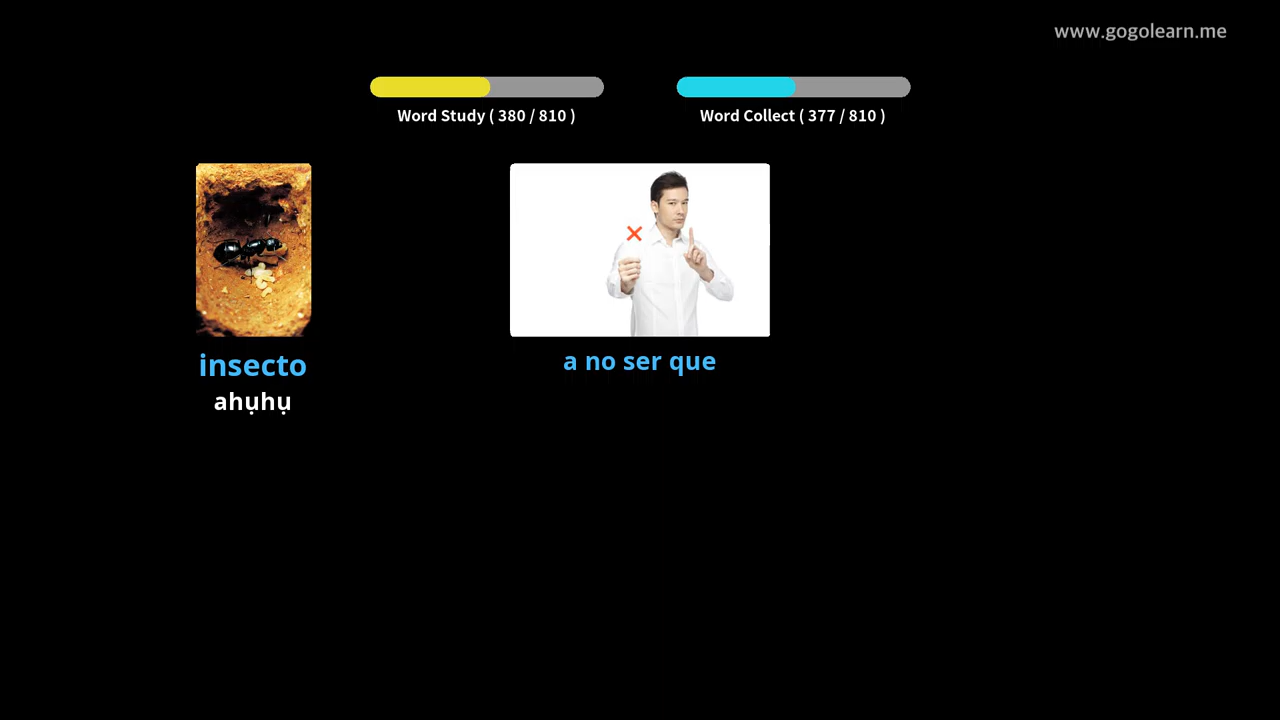 www.gogolearn.me
Word Study ( 380 / 810 )
Word Collect ( 377 / 810 )
insecto
ahụhụ
a no ser que